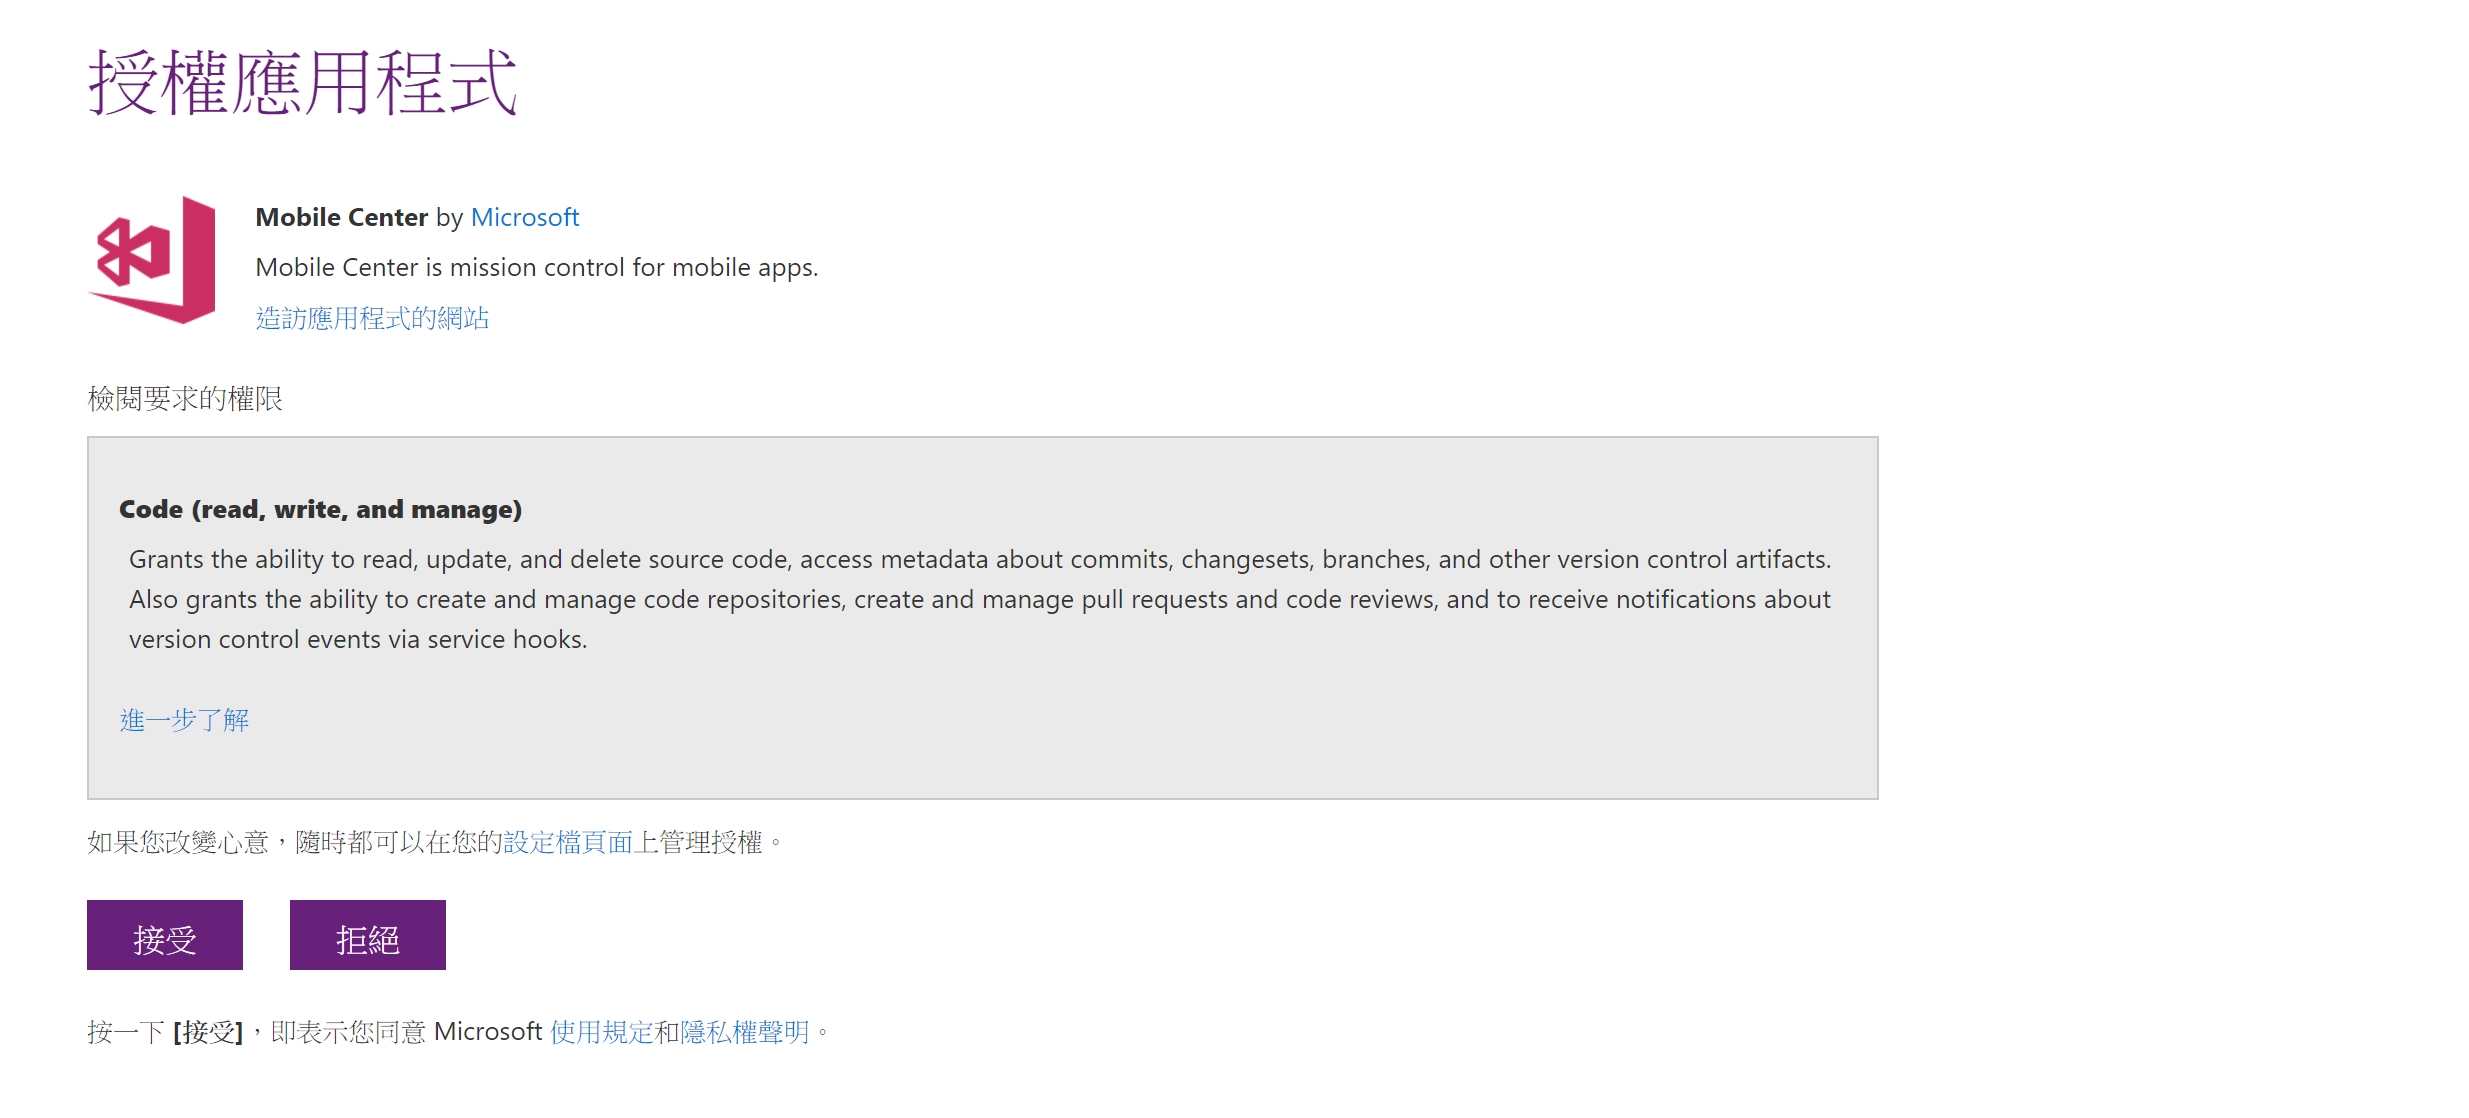 授權應用程式
Mobile Center by Microsoft
Mobile Center is mission control for mobile apps.
造訪應用程式的網站
檢閱要求的權限
Code (read, write, and manage)
Grants the ability to read, update, and delete source code, access metadata about commits, changesets, branches, and other version control artifacts.
Also grants the ability to create and manage code repositories, create and manage pull requests and code reviews, and to receive notifications about
version control events via service hooks.
進一步了解
如果您改變心意，隨時都可以在您的設定檔頁面上管理授權。
接受 拒絕
按一下 [接受]，即表示您同意 Microsoft 使用規定和隱私權聲明。